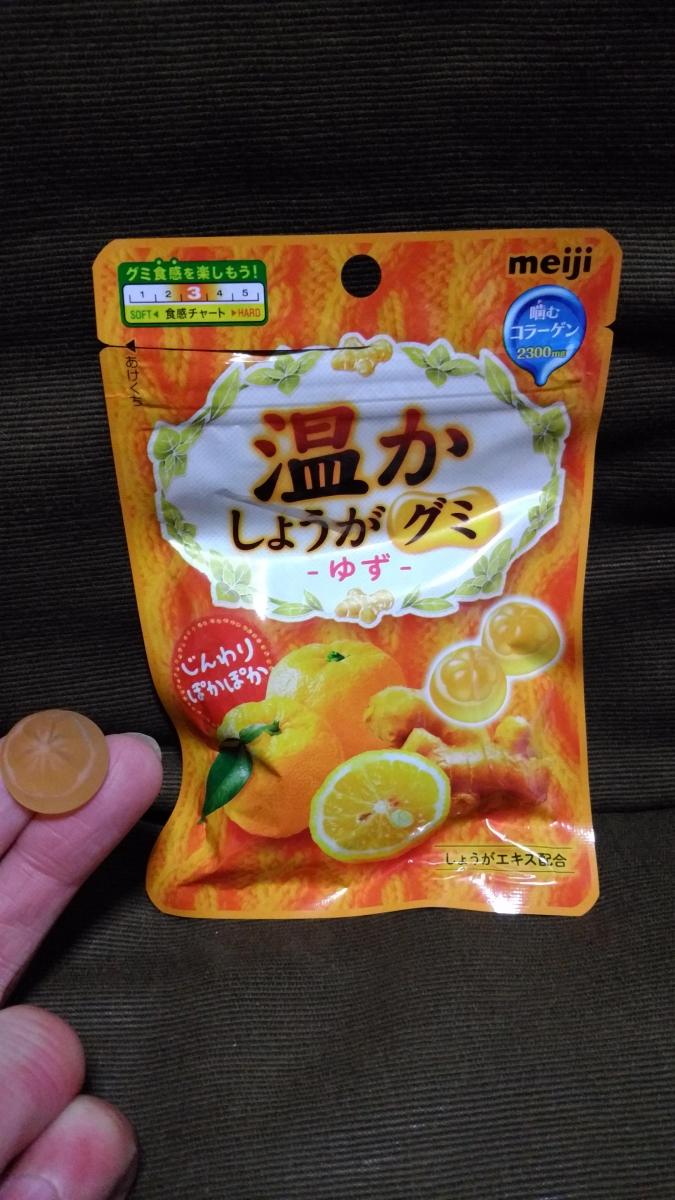 グミ食感を楽しもう!
1 2 3 4 5
SOFT◀ 食感チャート ▶HARD
meiji
噛む
コラーゲン
2300mg
▲あけくち
温か
しょうがグミ
-ゆず-
じんわり
ぽかぽか
しょうがエキス配合